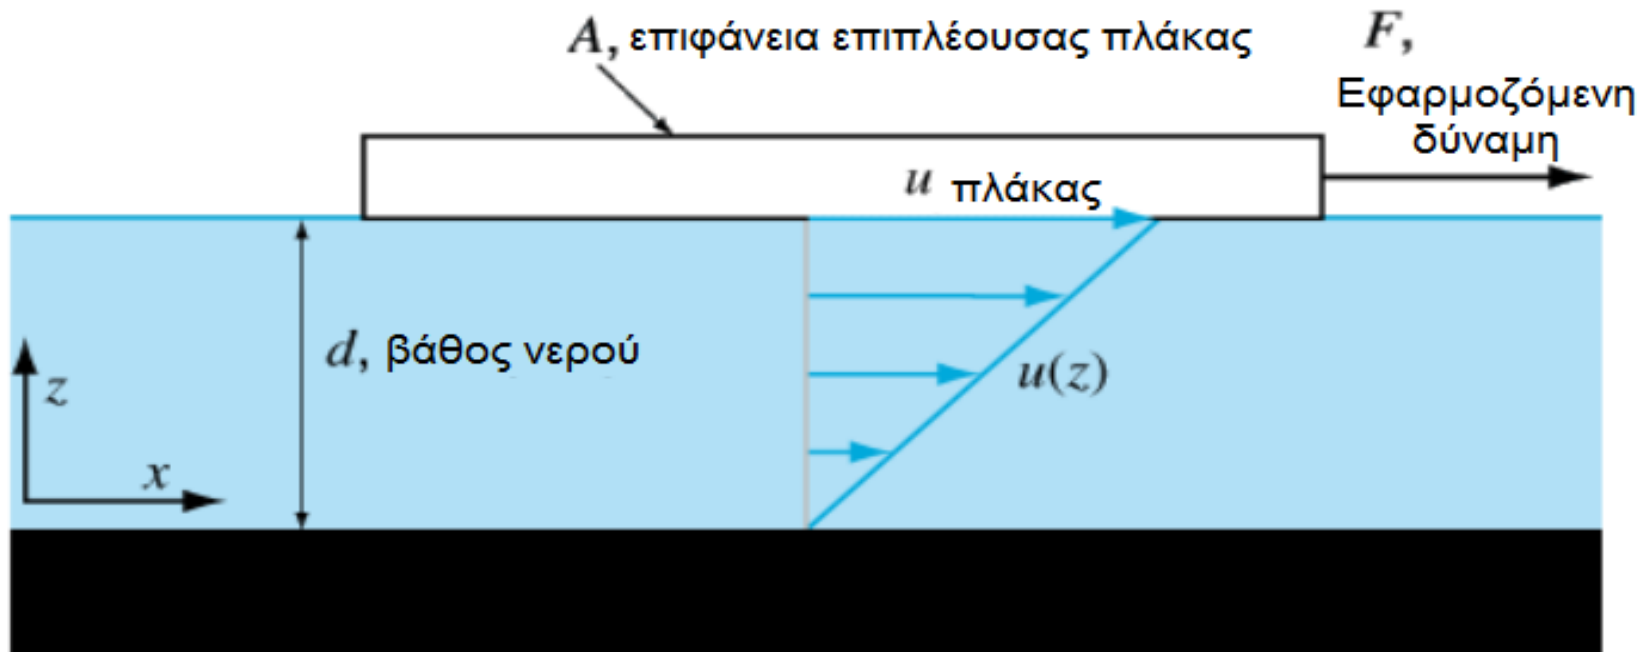 A, επιφάνεια επιπλέουσας πλάκας
F,
Εφαρμοζόμενη
δύναμη
u πλάκας
d, βάθος νερού
u(z)
z
x